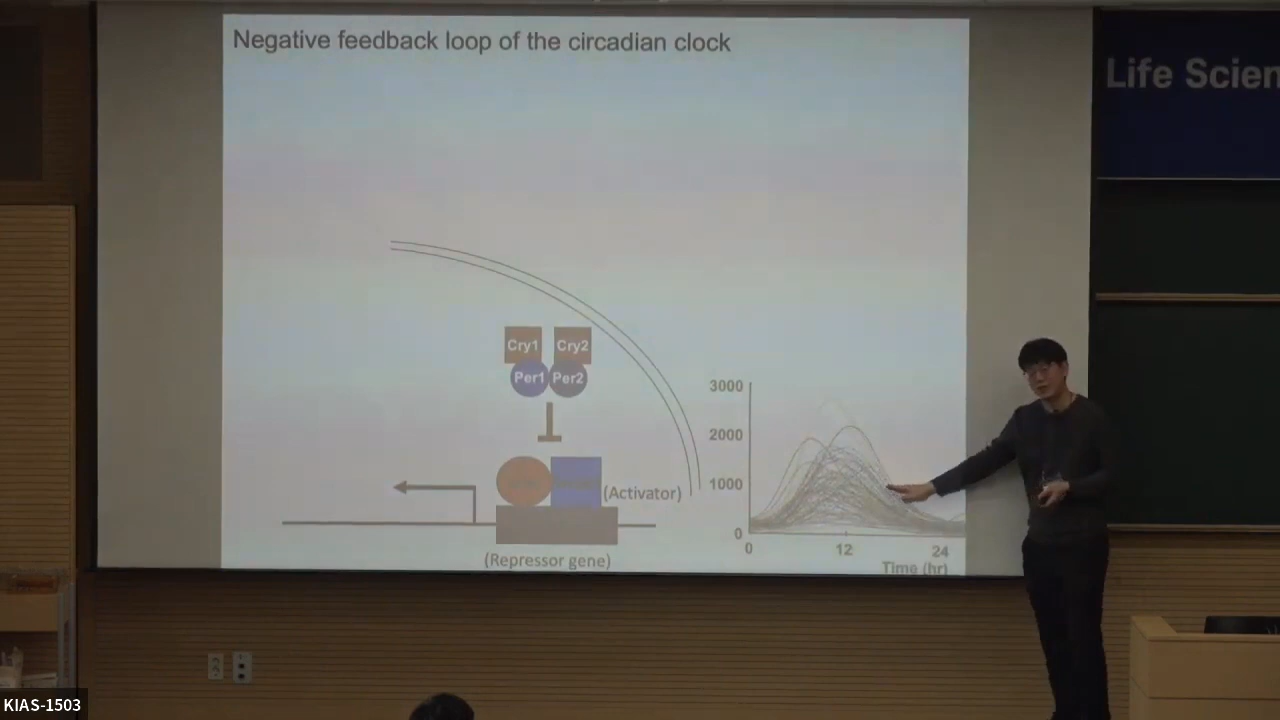 Negative feedback loop of the circadian clock
Life Scien
Cry1
Cry2
Per1
Per2
(Activator)
(Repressor gene)
3000
2000
1000
0
0
12
24
Time (hr)
KIAS-1503